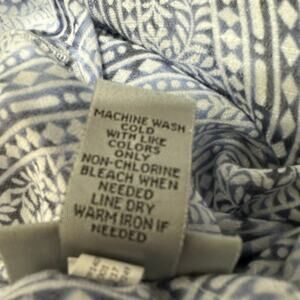 MACHINE WASH
COLD
WITH LIKE
COLORS
ONLY
NON-CHLORINE
BLEACH WHEN
NEEDED
LINE DRY
WARM IRON IF
NEEDED